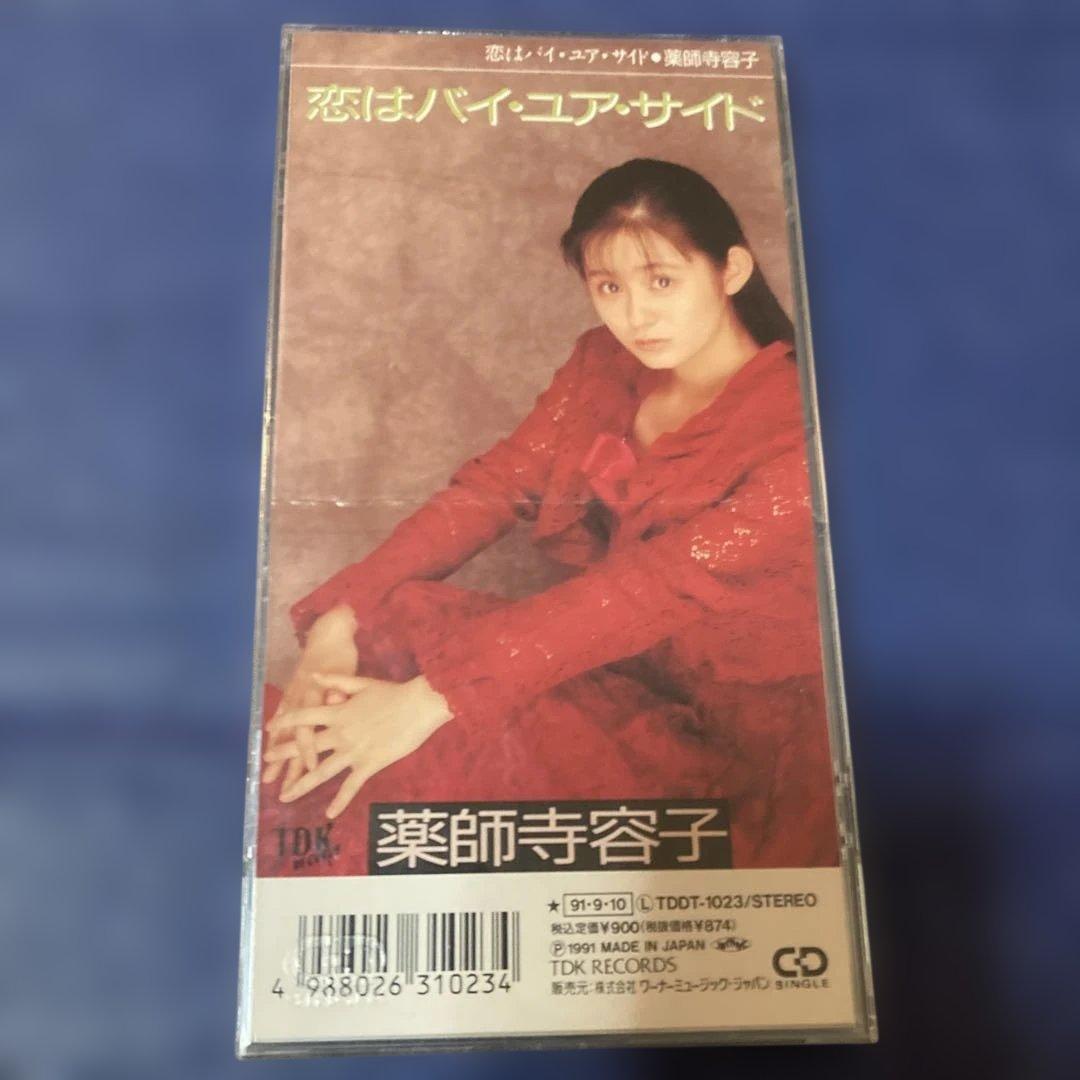 恋はバイ・ユア・サイド●薬師寺容子
恋はバイ・ユア・サイド
TDK
薬師寺容子
★ 91・9・10 Ⓛ TDDT-1023/STEREO
税込定価¥900(税抜価格¥874)
Ⓟ 1991 MADE IN JAPAN
TDK RECORDS
販売元:株式会社 ワーナーミュージック・ジャパン
CD
SINGLE
4 988026 310234